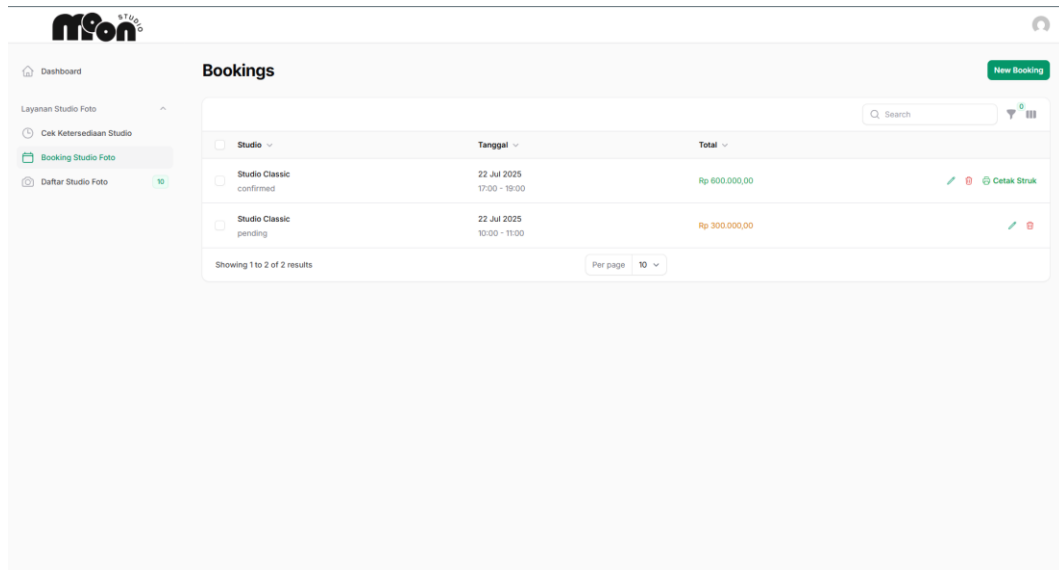 MOON STUDIO
Dashboard
Layanan Studio Foto
Cek Ketersediaan Studio
Booking Studio Foto
Daftar Studio Foto 10
Bookings
New Booking
Search
0
Studio Tanggal Total
Studio Classic 22 Jul 2025
confirmed 17:00 - 19:00 Rp 600.000,00 Cetak Struk
Studio Classic 22 Jul 2025
pending 10:00 - 11:00 Rp 300.000,00
Showing 1 to 2 of 2 results Per page 10